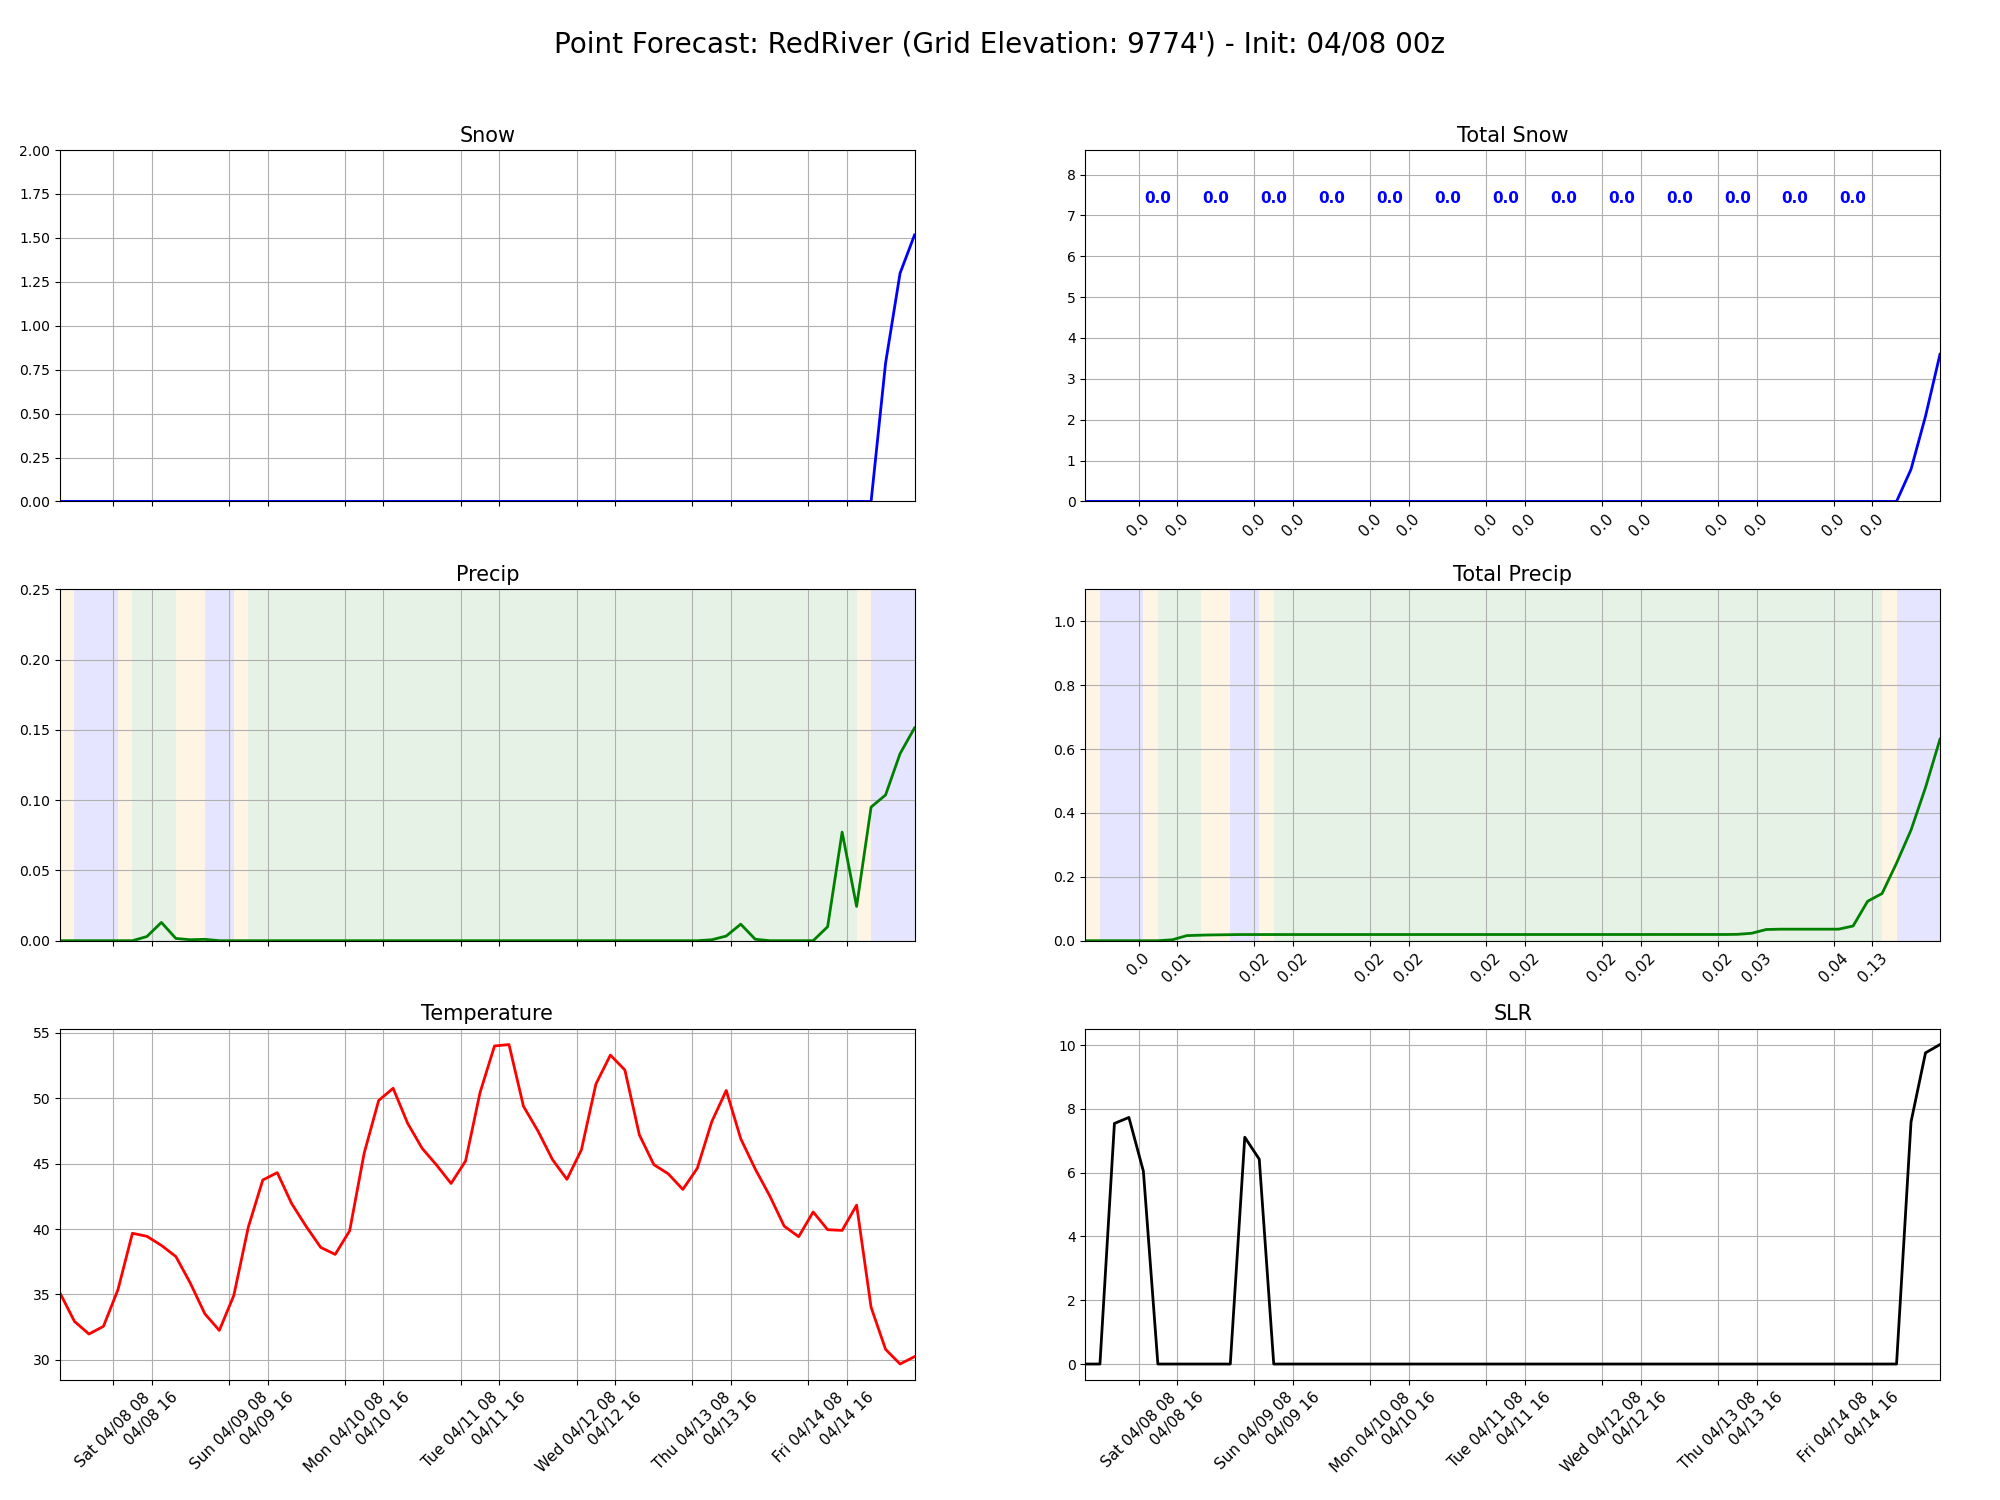 Point Forecast: RedRiver (Grid Elevation: 9774') - Init: 04/08 00z
Snow
2.00
1.75
1.50
1.25
1.00
0.75
0.50
0.25
0.00
Total Snow
8
7
6
5
4
3
2
1
0
0.0 0.0 0.0 0.0 0.0 0.0 0.0 0.0 0.0 0.0 0.0 0.0 0.0
0.0 0.0 0.0 0.0 0.0 0.0 0.0 0.0 0.0 0.0 0.0 0.0 0.0 0.0
Precip
0.25
0.20
0.15
0.10
0.05
0.00
Total Precip
1.0
0.8
0.6
0.4
0.2
0.0
0.0 0.01 0.02 0.02 0.02 0.02 0.02 0.02 0.02 0.02 0.02 0.03 0.04 0.13
Temperature
55
50
45
40
35
30
Sat 04/08 08
04/08 16
Sun 04/09 08
04/09 16
Mon 04/10 08
04/10 16
Tue 04/11 08
04/11 16
Wed 04/12 08
04/12 16
Thu 04/13 08
04/13 16
Fri 04/14 08
04/14 16
SLR
10
8
6
4
2
0
Sat 04/08 08
04/08 16
Sun 04/09 08
04/09 16
Mon 04/10 08
04/10 16
Tue 04/11 08
04/11 16
Wed 04/12 08
04/12 16
Thu 04/13 08
04/13 16
Fri 04/14 08
04/14 16